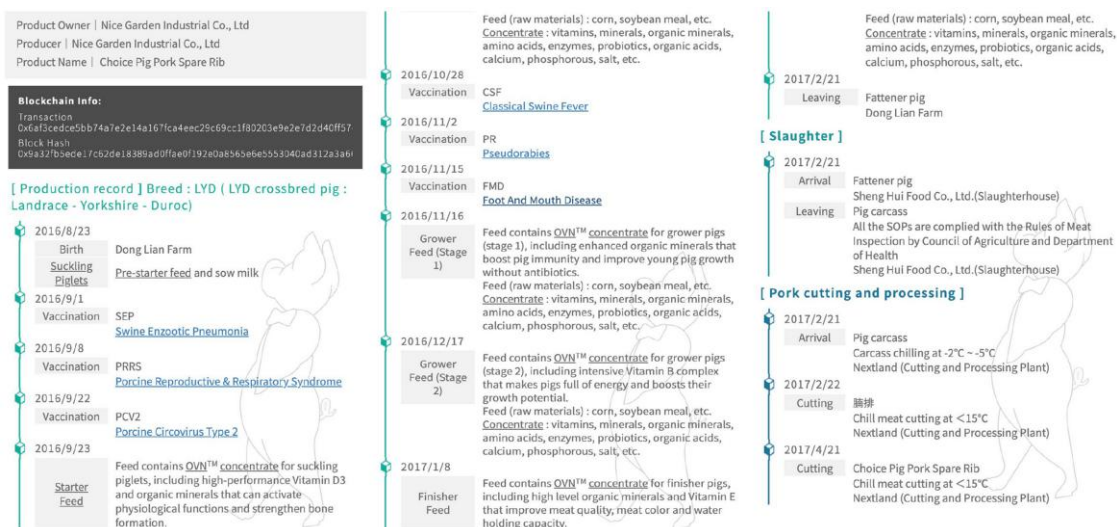 Product Owner | Nice Garden Industrial Co., Ltd
Producer | Nice Garden Industrial Co., Ltd
Product Name | Choice Pig Pork Spare Rib
Blockchain Info:
Transaction
Block Hash
[ Production record ] Breed : LYD ( LYD crossbred pig :
Landrace - Yorkshire - Duroc)
2016/8/23
Birth Dong Lian Farm
Suckling
Piglets Pre-starter feed and sow milk
2016/9/1
Vaccination SEP
Swine Enzootic Pneumonia
2016/9/8
Vaccination PRRS
Porcine Reproductive & Respiratory Syndrome
2016/9/22
Vaccination PCV2
Porcine Circovirus Type 2
2016/9/23
Starter
Feed
Feed contains OVN™ concentrate for suckling
piglets, including high-performance Vitamin D3
and organic minerals that can activate
physiological functions and strengthen bone
formation.
Feed (raw materials) : corn, soybean meal, etc.
Concentrate : vitamins, minerals, organic minerals,
amino acids, enzymes, probiotics, organic acids,
calcium, phosphorous, salt, etc.
2016/10/28
Vaccination CSF
Classical Swine Fever
2016/11/2
Vaccination PR
Pseudorabies
2016/11/15
Vaccination FMD
Foot And Mouth Disease
2016/11/16
Grower
Feed (Stage
1)
Feed contains OVN™ concentrate for grower pigs
(stage 1), including enhanced organic minerals that
boost pig immunity and improve young pig growth
without antibiotics.
Feed (raw materials) : corn, soybean meal, etc.
Concentrate : vitamins, minerals, organic minerals,
amino acids, enzymes, probiotics, organic acids,
calcium, phosphorous, salt, etc.
2016/12/17
Grower
Feed (Stage
2)
Feed contains OVN™ concentrate for grower pigs
(stage 2), including intensive Vitamin B complex
that makes pigs full of energy and boosts their
growth potential.
Feed (raw materials) : corn, soybean meal, etc.
Concentrate : vitamins, minerals, organic minerals,
amino acids, enzymes, probiotics, organic acids,
calcium, phosphorous, salt, etc.
2017/1/8
Finisher
Feed
Feed contains OVN™ concentrate for finisher pigs,
including high level organic minerals and Vitamin E
that improve meat quality, meat color and water
holding capacity.
Feed (raw materials) : corn, soybean meal, etc.
Concentrate : vitamins, minerals, organic minerals,
amino acids, enzymes, probiotics, organic acids,
calcium, phosphorous, salt, etc.
2017/2/21
Leaving Fattener pig
Dong Lian Farm
[ Slaughter ]
2017/2/21
Arrival Fattener pig
Sheng Hui Food Co., Ltd.(Slaughterhouse)
Leaving Pig carcass
All the SOPs are complied with the Rules of Meat
Inspection by Council of Agriculture and Department
of Health
Sheng Hui Food Co., Ltd.(Slaughterhouse)
[ Pork cutting and processing ]
2017/2/21
Arrival Pig carcass
Carcass chilling at -2℃ ~ -5℃
Nextland (Cutting and Processing Plant)
2017/2/22
Cutting 腩排
Chill meat cutting at ＜15℃
Nextland (Cutting and Processing Plant)
2017/4/21
Cutting Choice Pig Pork Spare Rib
Chill meat cutting at ＜15℃
Nextland (Cutting and Processing Plant)